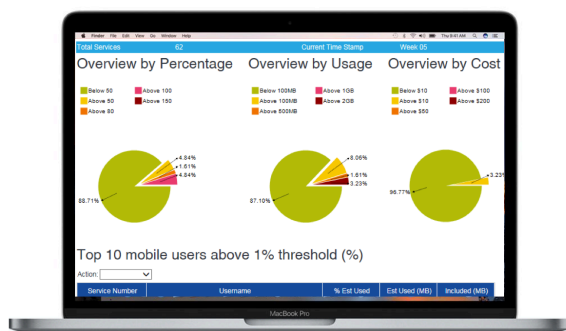 Finder File Edit View Go Window Help Thu 9:41 AM
Total Services 62 Current Time Stamp Week 05
Overview by Percentage Overview by Usage Overview by Cost
Below 50 Above 100 Below 100MB Above 1GB Below $10 Above $100
Above 50 Above 150 Above 100MB Above 2GB Above $10 Above $200
Above 80 Above 500MB Above $50
4.84% 8.06%
1.61%
4.84% 1.61% 3.23%
3.23%
88.71% 87.10% 96.77%
Top 10 mobile users above 1% threshold (%)
Action:
Service Number Username % Est Used Est Used (MB) Included (MB)
MacBook Pro